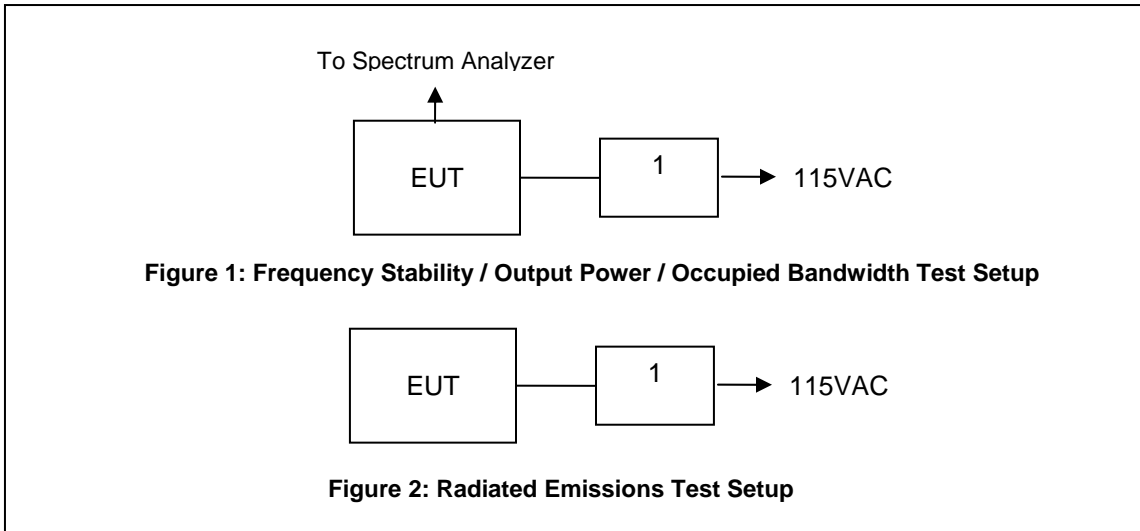 To Spectrum Analyzer
EUT
1
115VAC
Figure 1: Frequency Stability / Output Power / Occupied Bandwidth Test Setup
EUT
1
115VAC
Figure 2: Radiated Emissions Test Setup